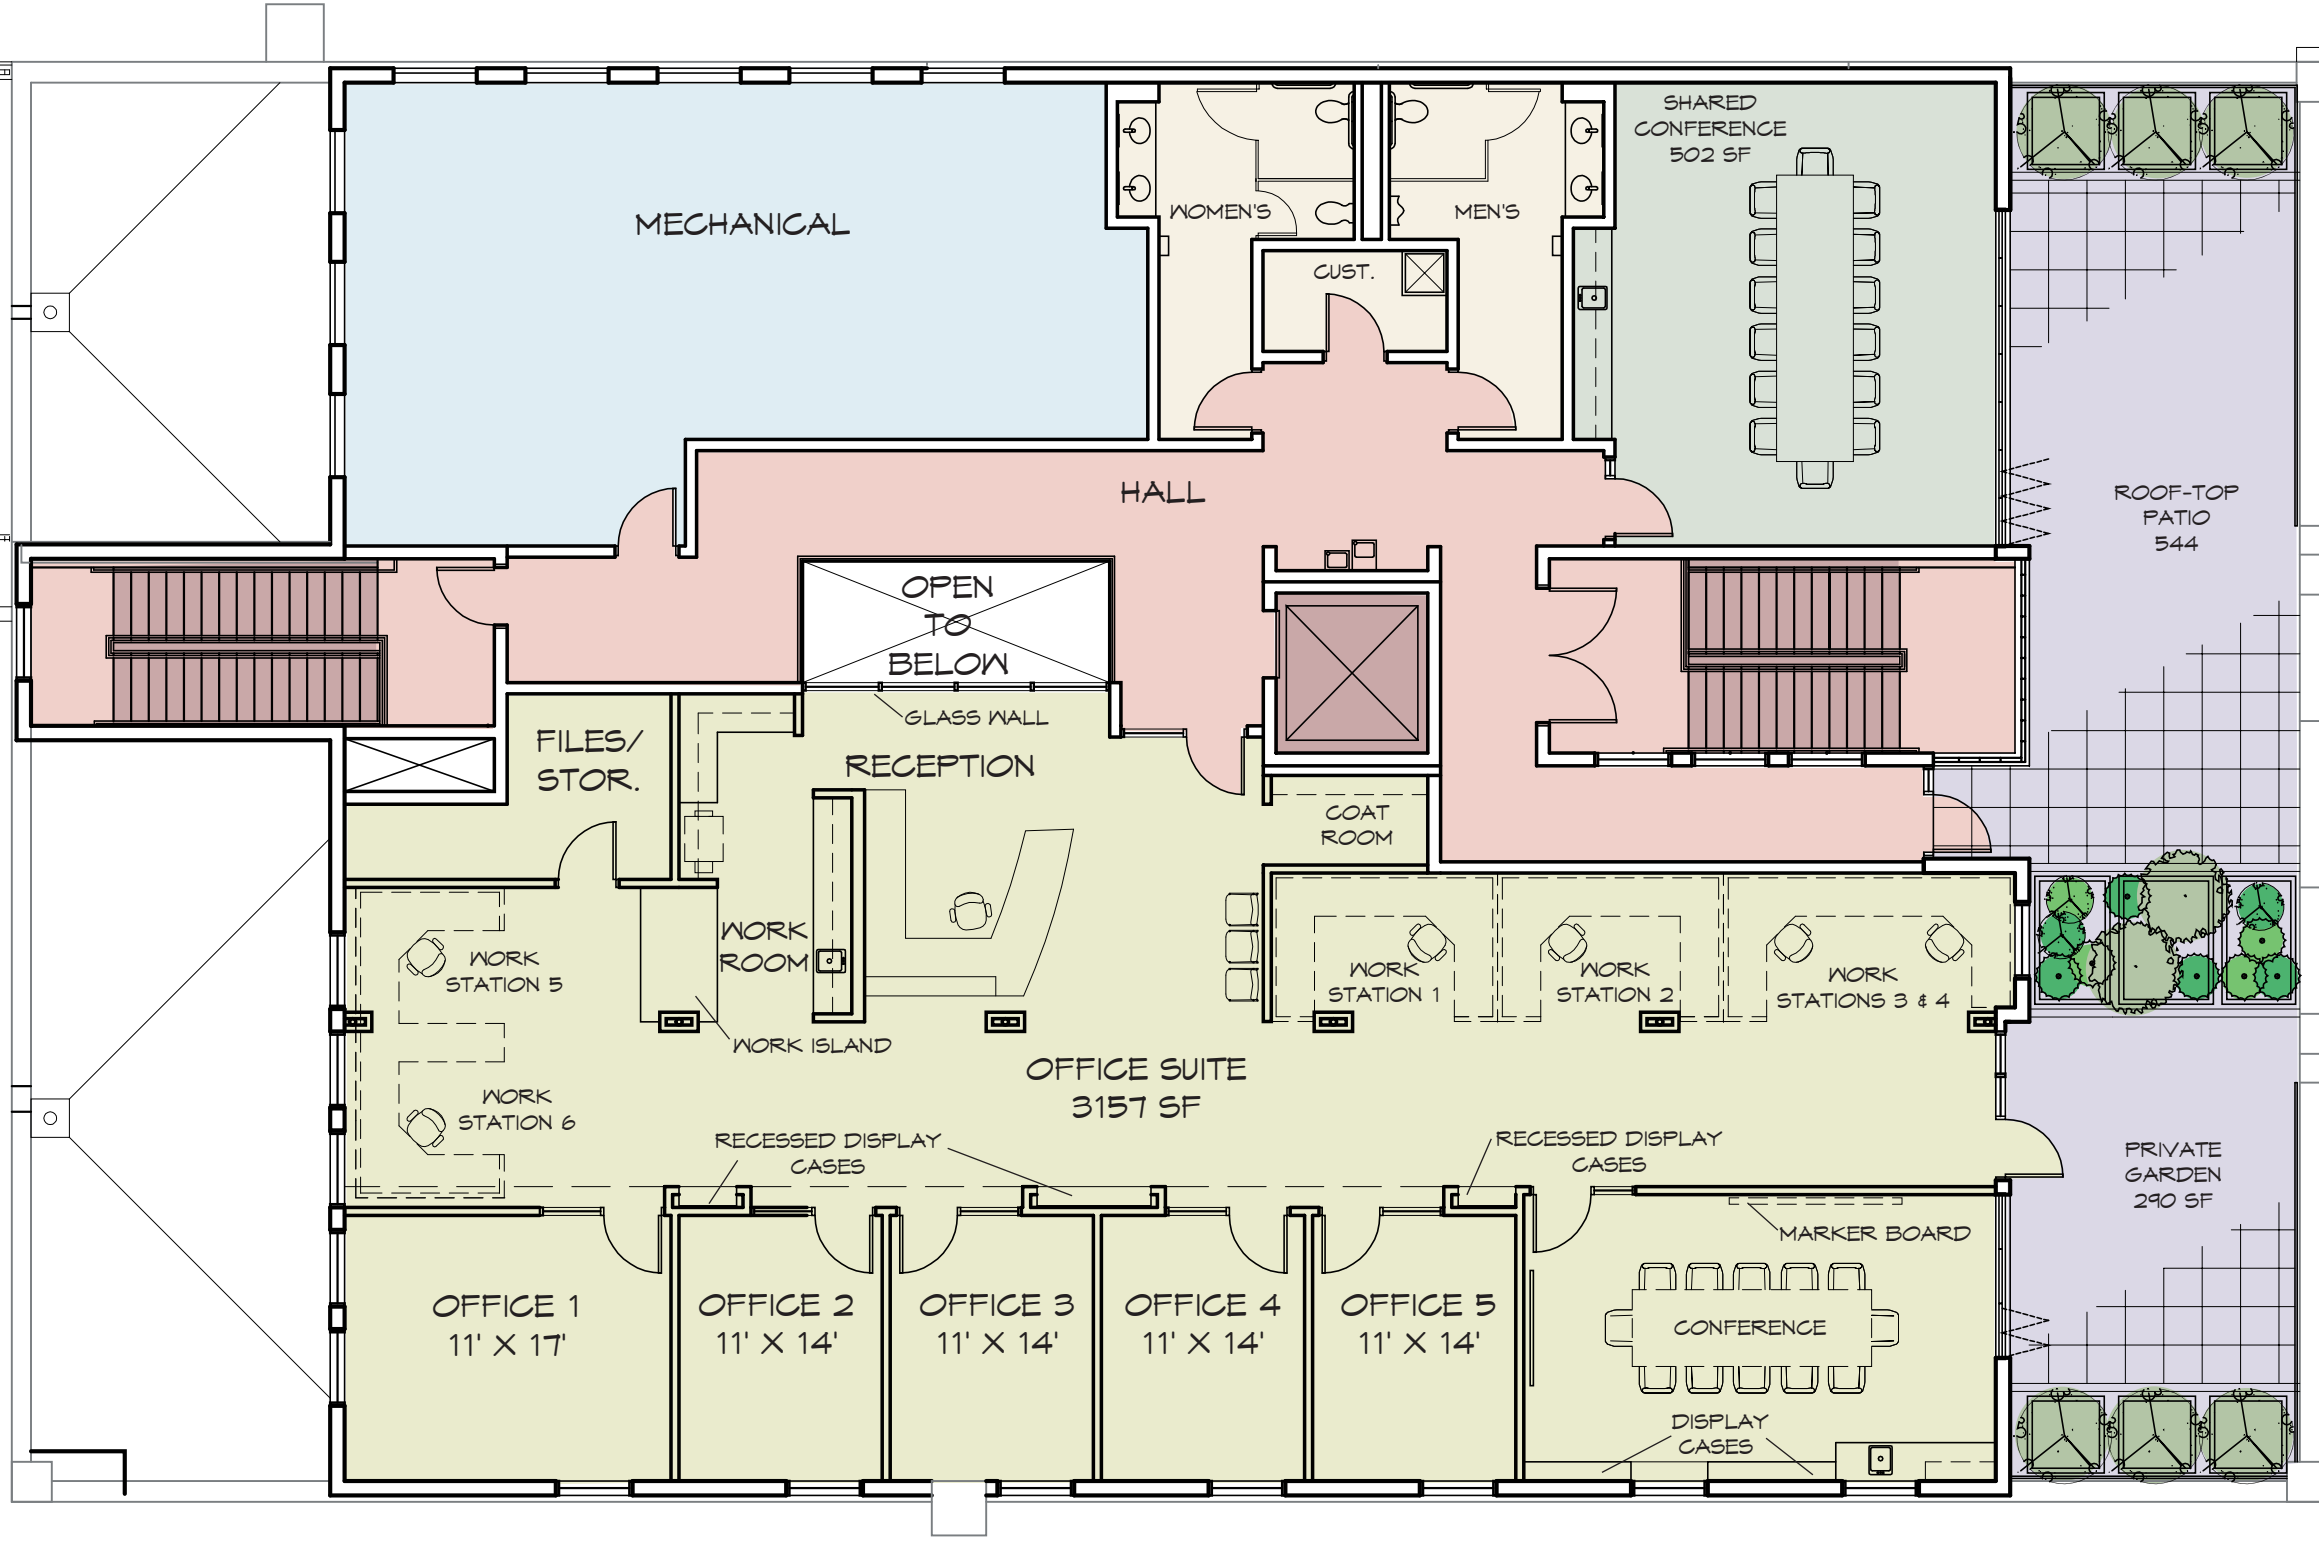 SHARED
CONFERENCE
502 SF
MECHANICAL
WOMEN'S
MEN'S
CUST.
HALL
ROOF-TOP
PATIO
544
OPEN
TO
BELOW
GLASS WALL
FILES/
STOR.
RECEPTION
COAT
ROOM
WORK
ROOM
WORK
STATION 5
WORK
STATION 1
WORK
STATION 2
WORK
STATIONS 3 & 4
WORK ISLAND
OFFICE SUITE
3157 SF
WORK
STATION 6
RECESSED DISPLAY
CASES
RECESSED DISPLAY
CASES
PRIVATE
GARDEN
290 SF
MARKER BOARD
OFFICE 1
11' X 17'
OFFICE 2
11' X 14'
OFFICE 3
11' X 14'
OFFICE 4
11' X 14'
OFFICE 5
11' X 14'
CONFERENCE
DISPLAY
CASES